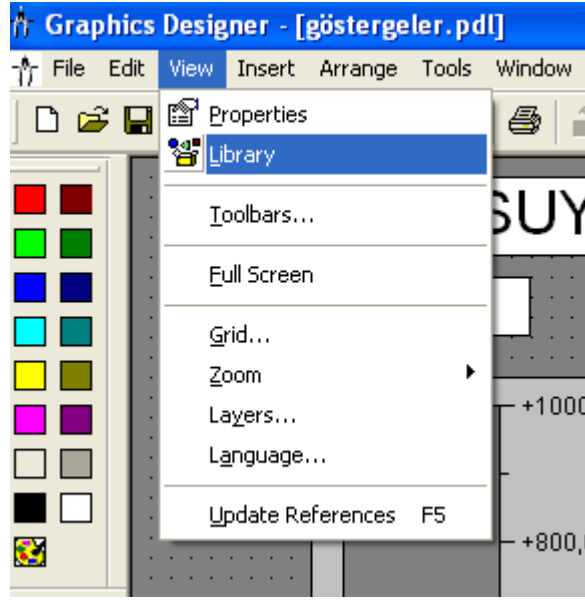 Graphics Designer - [göstergeler.pdl]
File Edit View Insert Arrange Tools Window
Properties
Library
SUY
Toolbars...
Full Screen
Grid...
Zoom
+1000
Layers...
Language...
Update References F5
+800,